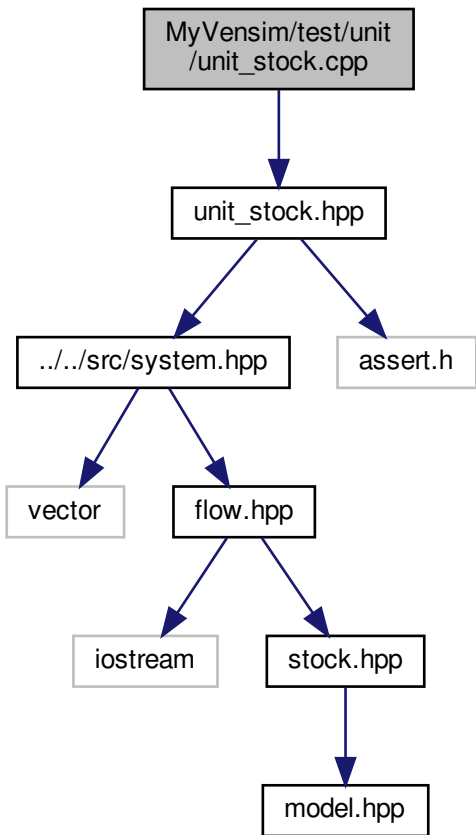 MyVensim/test/unit
/unit_stock.cpp
unit_stock.hpp
../../src/system.hpp
assert.h
vector
flow.hpp
iostream
stock.hpp
model.hpp